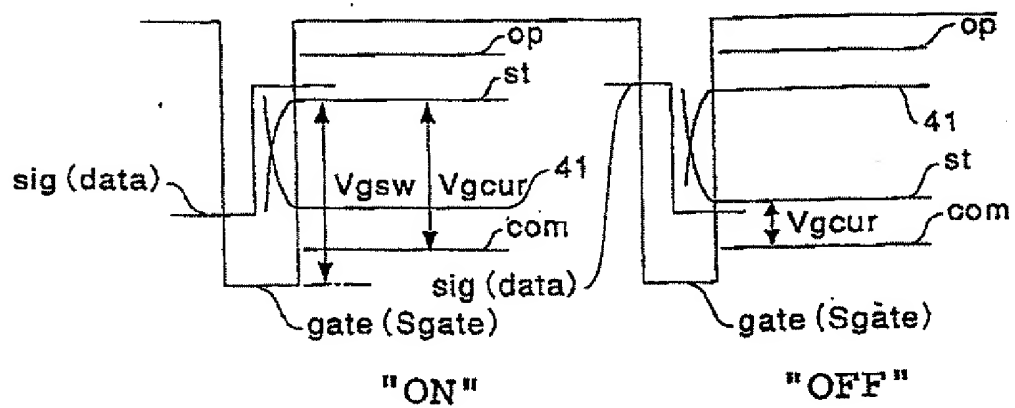 op
st
sig (data)
Vgsw
Vgcur
41
com
gate (Sgate)
"ON"
op
41
st
Vgcur
com
sig (data)
gate (Sgate)
"OFF"